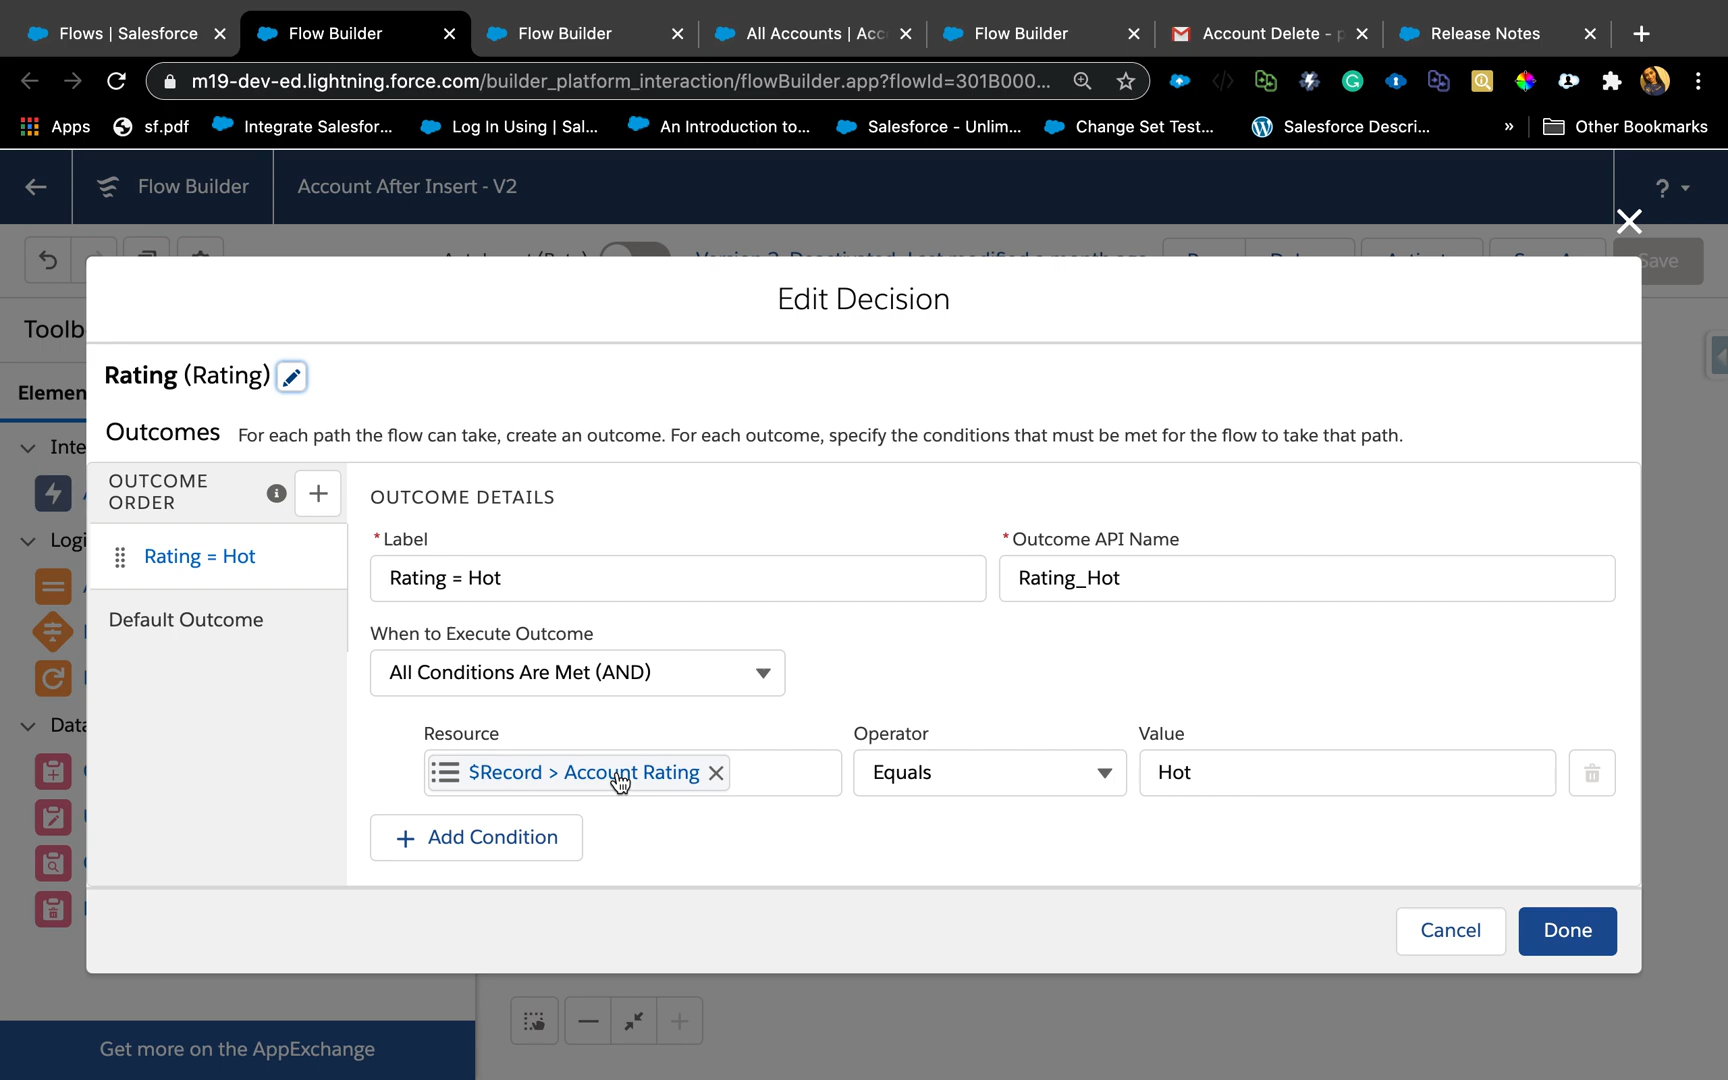 Flows | Salesforce
Flow Builder
Flow Builder
All Accounts | Acc
Flow Builder
Account Delete -
Release Notes
m19-dev-ed.lightning.force.com/builder_platform_interaction/flowBuilder.app?flowId=301B000...
Apps
sf.pdf
Integrate Salesfor...
Log In Using | Sal...
An Introduction to...
Salesforce - Unlim...
Change Set Test...
Salesforce Descri...
»
Other Bookmarks
Flow Builder
Account After Insert - V2
?
Save
Edit Decision
Toolb
Rating (Rating)
Elemen
Outcomes For each path the flow can take, create an outcome. For each outcome, specify the conditions that must be met for the flow to take that path.
Inte
OUTCOME
ORDER
OUTCOME DETAILS
*Label
*Outcome API Name
Logi
Rating = Hot
Rating = Hot
Rating_Hot
Default Outcome
When to Execute Outcome
All Conditions Are Met (AND)
Data
Resource
Operator
Value
$Record > Account Rating
Equals
Hot
+ Add Condition
Cancel
Done
Get more on the AppExchange